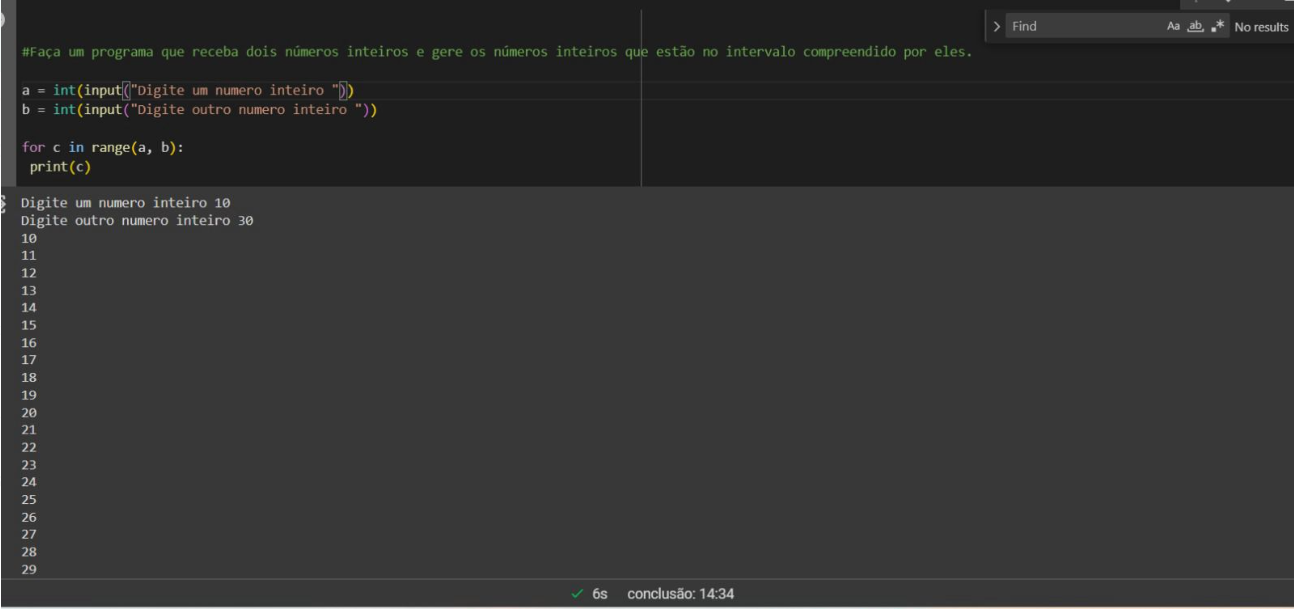 Find
Aa ab, .* No results
#Faça um programa que receba dois números inteiros e gere os números inteiros que estão no intervalo compreendido por eles.
a = int(input("Digite um numero inteiro "))
b = int(input("Digite outro numero inteiro "))
for c in range(a, b):
print(c)
Digite um numero inteiro 10
Digite outro numero inteiro 30
10
11
12
13
14
15
16
17
18
19
20
21
22
23
24
25
26
27
28
29
6s conclusão: 14:34